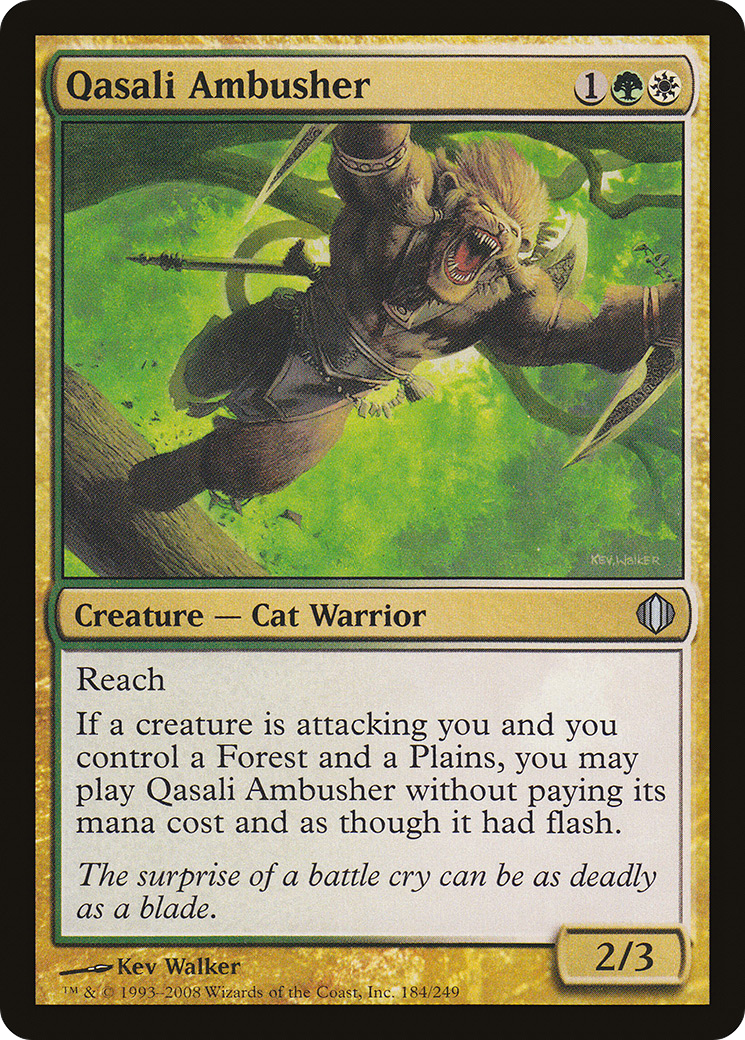 Qasali Ambusher
1
KEV.WALKER
Creature — Cat Warrior
Reach
If a creature is attacking you and you
control a Forest and a Plains, you may
play Qasali Ambusher without paying its
mana cost and as though it had flash.
The surprise of a battle cry can be as deadly
as a blade.
2/3
Kev Walker
™ & © 1993–2008 Wizards of the Coast, Inc. 184/249